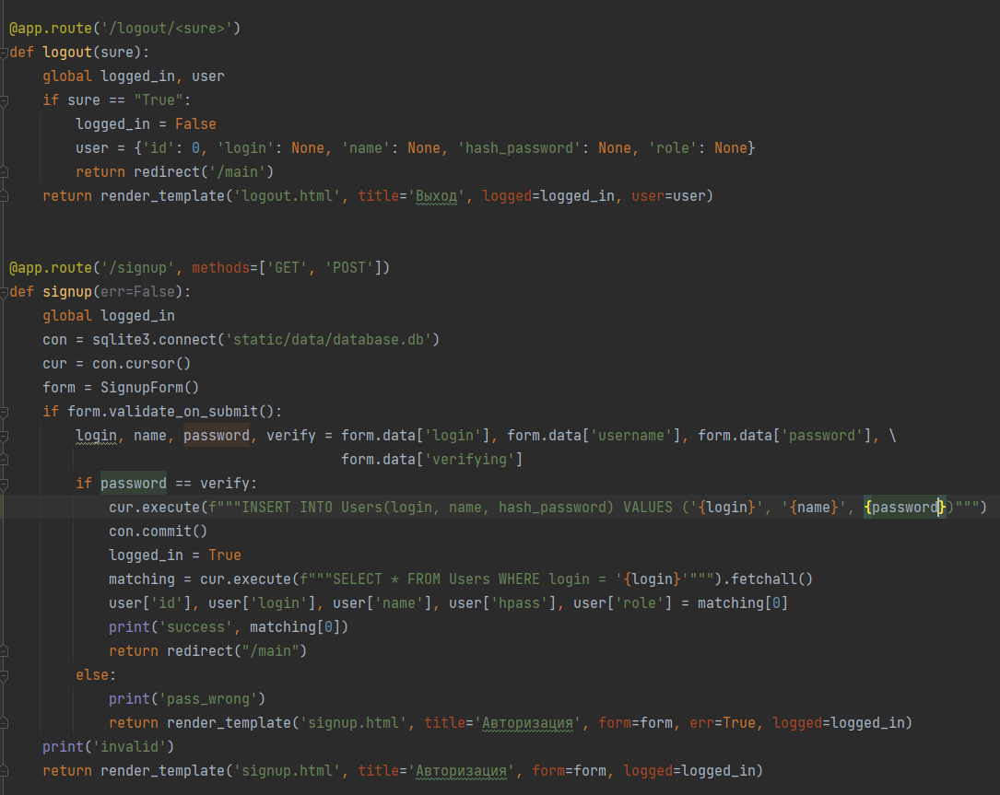 @app.route('/logout/<sure>')
def logout(sure):
    global logged_in, user
    if sure == "True":
        logged_in = False
        user = {'id': 0, 'login': None, 'name': None, 'hash_password': None, 'role': None}
        return redirect('/main')
    return render_template('logout.html', title='Выход', logged=logged_in, user=user)
@app.route('/signup', methods=['GET', 'POST'])
def signup(err=False):
    global logged_in
    con = sqlite3.connect('static/data/database.db')
    cur = con.cursor()
    form = SignupForm()
    if form.validate_on_submit():
        login, name, password, verify = form.data['login'], form.data['username'], form.data['password'], \
                                        form.data['verifying']
        if password == verify:
            cur.execute(f"""INSERT INTO Users(login, name, hash_password) VALUES ('{login}', '{name}', {password})""")
            con.commit()
            logged_in = True
            matching = cur.execute(f"""SELECT * FROM Users WHERE login = '{login}'""").fetchall()
            user['id'], user['login'], user['name'], user['hpass'], user['role'] = matching[0]
            print('success', matching[0])
            return redirect("/main")
        else:
            print('pass_wrong')
            return render_template('signup.html', title='Авторизация', form=form, err=True, logged=logged_in)
    print('invalid')
    return render_template('signup.html', title='Авторизация', form=form, logged=logged_in)